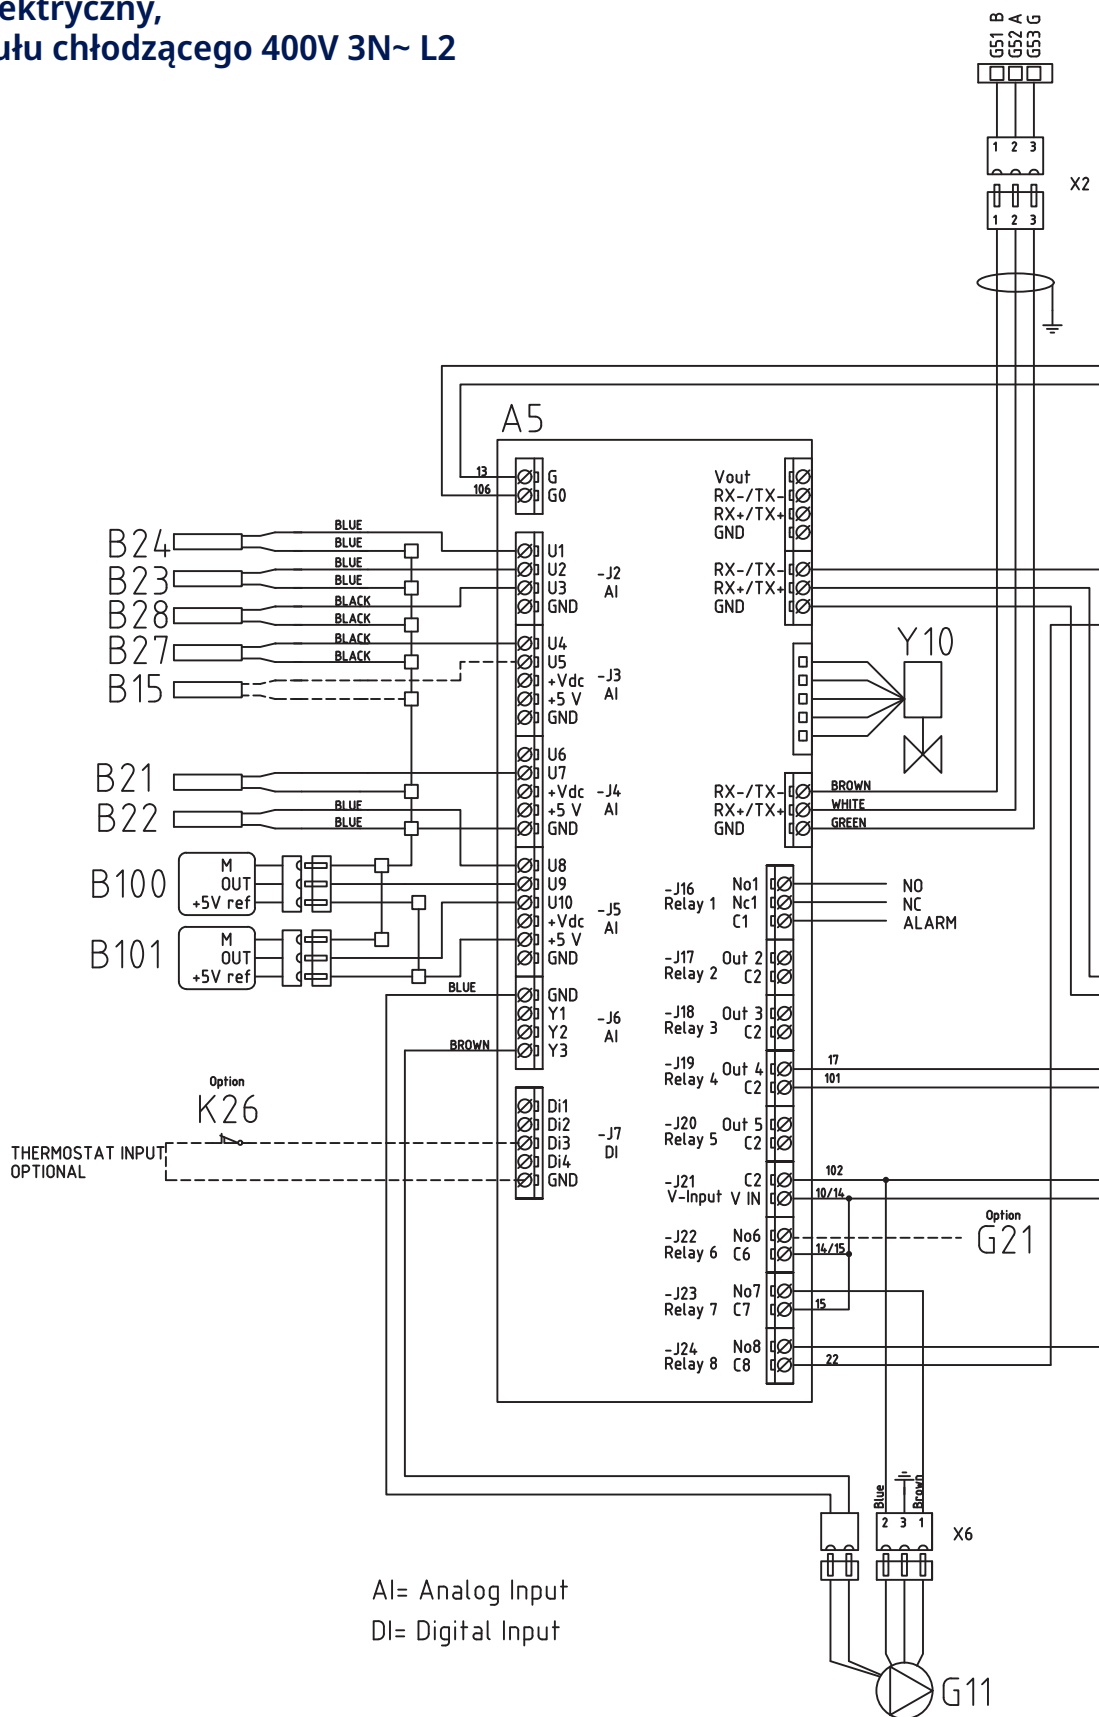 ektryczny,
ułu chłodzącego 400V 3N~ L2
G51 B
G52 A
G53 G
1 2 3
X2
1 2 3
A5
13 G
106 G0
Vout
RX-/TX-
RX+/TX+
GND
B24 BLUE
BLUE
B23 BLUE
BLUE
B28 BLACK
BLACK
B27 BLACK
BLACK
B15
U1
U2
U3
GND
-J2
AI
RX-/TX-
RX+/TX+
GND
U4
U5
+Vdc
+5 V
GND
-J3
AI
Y10
B21
B22 BLUE
BLUE
U6
U7
+Vdc
+5 V
GND
-J4
AI
RX-/TX- BROWN
RX+/TX+ WHITE
GND GREEN
B100
M
OUT
+5V ref
B101
M
OUT
+5V ref
U8
U9
U10
+Vdc
+5 V
GND
-J5
AI
-J16
Relay 1
No1 NO
Nc1 NC
C1 ALARM
-J17
Relay 2
Out 2
C2
BLUE GND
Y1
Y2
BROWN Y3
-J6
AI
-J18
Relay 3
Out 3
C2
-J19
Relay 4
Out 4 17
C2 101
Option
K26
THERMOSTAT INPUT
OPTIONAL
Di1
Di2
Di3
Di4
GND
-J7
DI
-J20
Relay 5
Out 5
C2
-J21
V-Input
C2 102
V IN 10/14
-J22
Relay 6
No6
C6 14/15
Option
G21
-J23
Relay 7
No7
C7 15
-J24
Relay 8
No8
C8 22
Blue
Brown
2 3 1
X6
AI= Analog Input
DI= Digital Input
G11